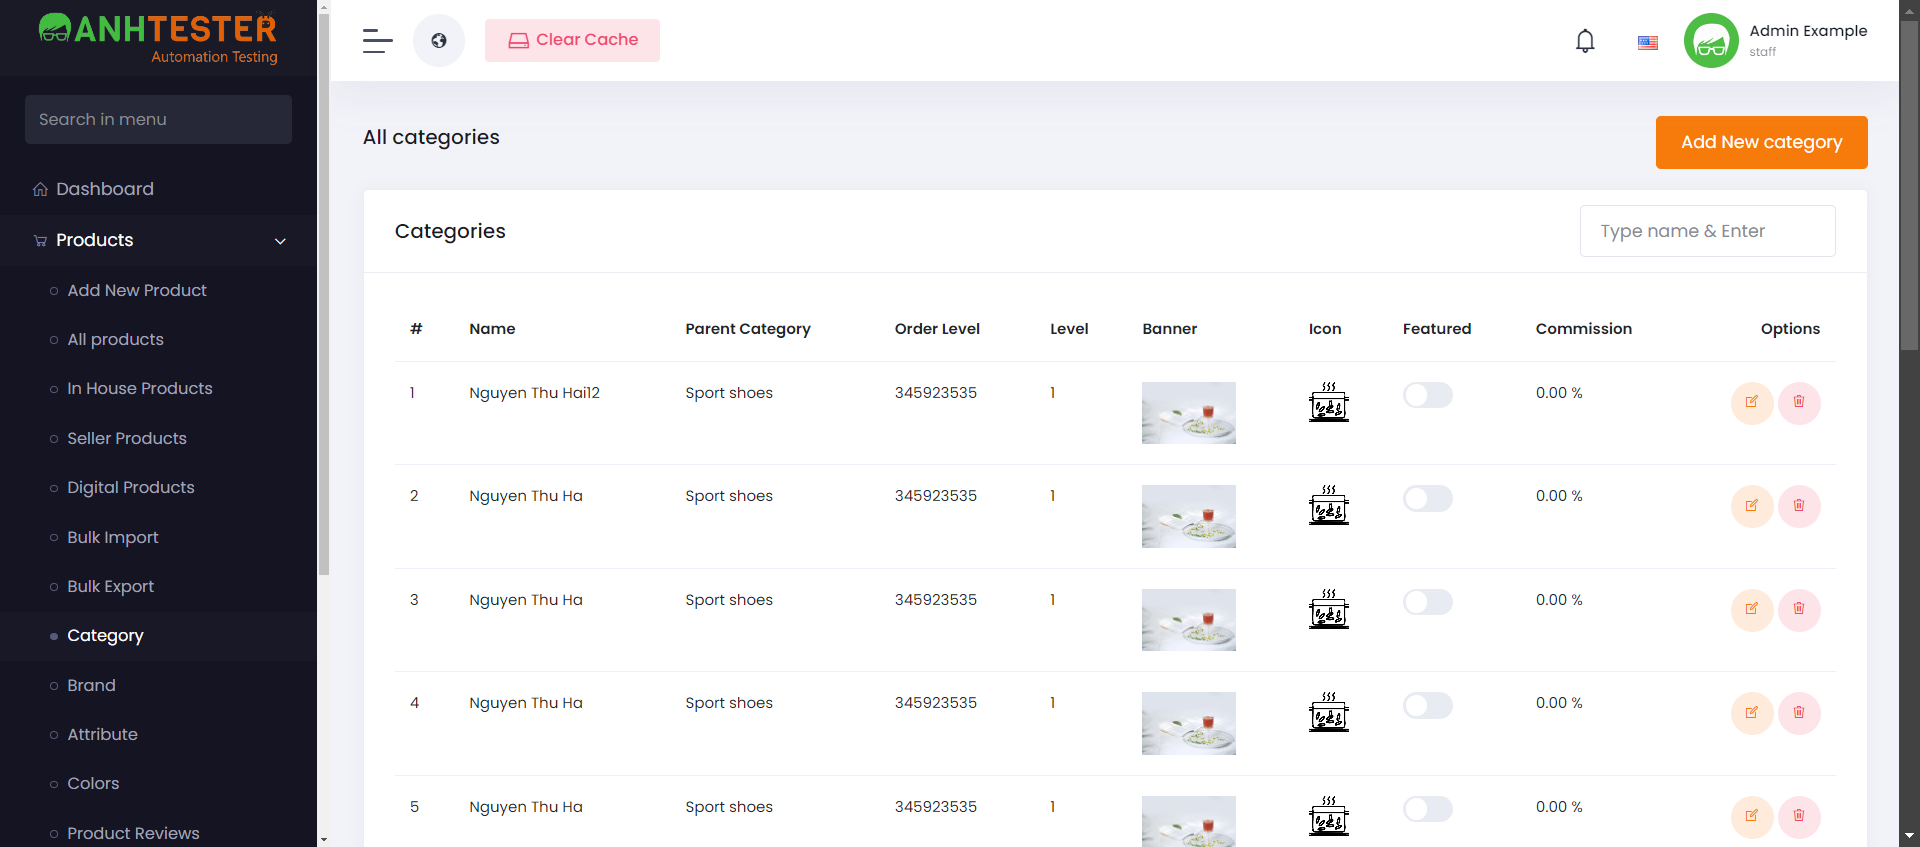 ANHTESTER
Automation Testing
Search in menu
Dashboard
Products
Add New Product
All products
In House Products
Seller Products
Digital Products
Bulk Import
Bulk Export
Category
Brand
Attribute
Colors
Product Reviews
Clear Cache
Admin Example
staff
All categories
Add New category
Categories
Type name & Enter
# Name Parent Category Order Level Level Banner Icon Featured Commission Options
1 Nguyen Thu Hai12 Sport shoes 345923535 1 0.00 %
2 Nguyen Thu Ha Sport shoes 345923535 1 0.00 %
3 Nguyen Thu Ha Sport shoes 345923535 1 0.00 %
4 Nguyen Thu Ha Sport shoes 345923535 1 0.00 %
5 Nguyen Thu Ha Sport shoes 345923535 1 0.00 %